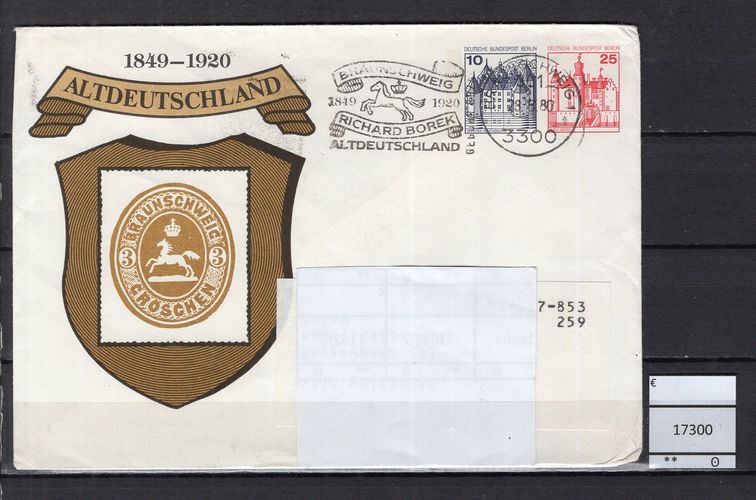 1849–1920
ALTDEUTSCHLAND
BRAUNSCHWEIG
3 3
GROSCHEN
BRAUNSCHWEIG
1849 1920
RICHARD BOREK
ALTDEUTSCHLAND
DEUTSCHE BUNDESPOST BERLIN
10
DEUTSCHE BUNDESPOST BERLIN
25
80
3300
7-853
259
€
17300
** ʘ